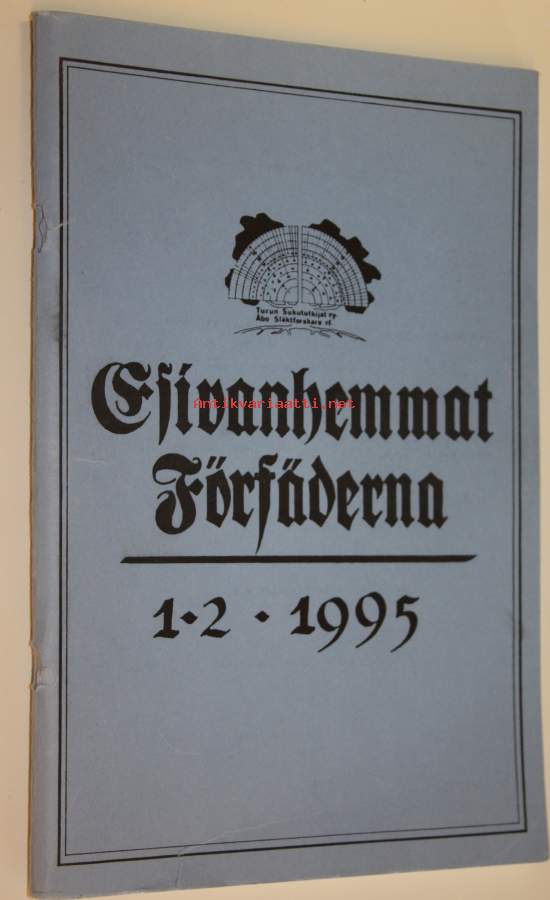 Turun Sukututkijat ry.
Åbo Släktforskare rf.
Esivanhemmat
Antikvariaatti.net
Förfäderna
1·2 · 1995